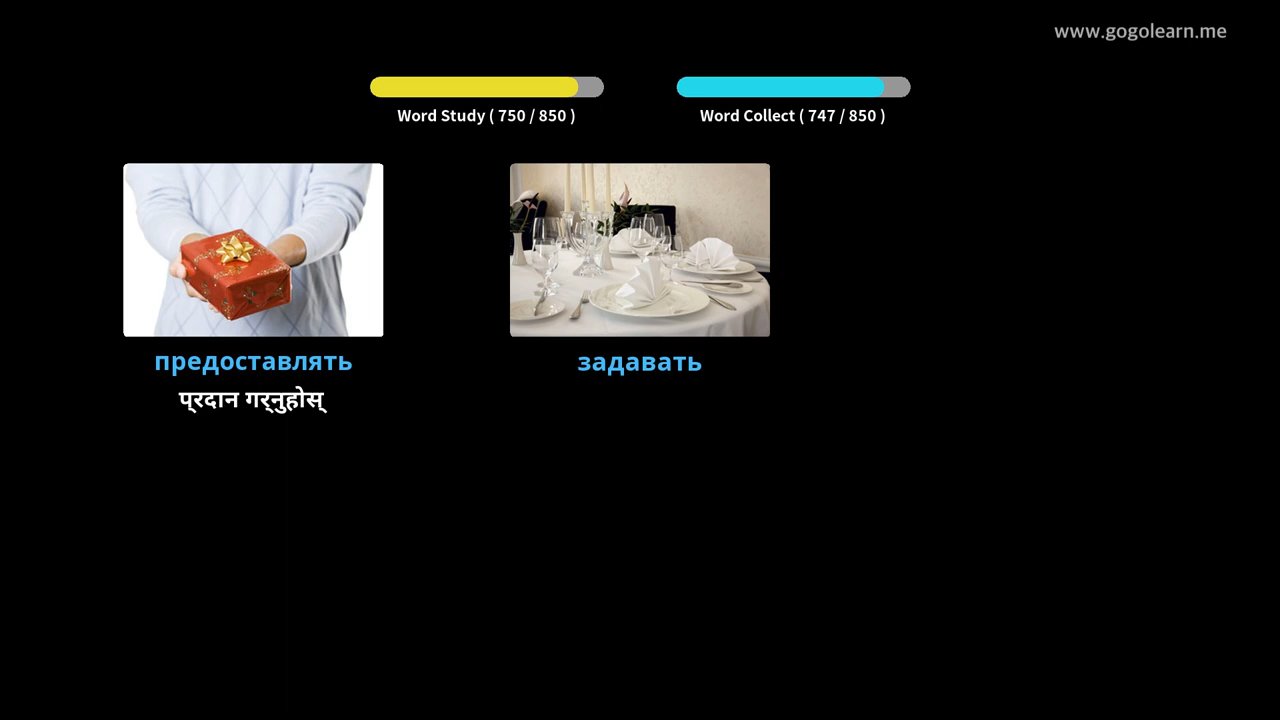 www.gogolearn.me
Word Study ( 750 / 850 )
Word Collect ( 747 / 850 )
предоставлять
задавать
प्रदान गर्नुहोस्